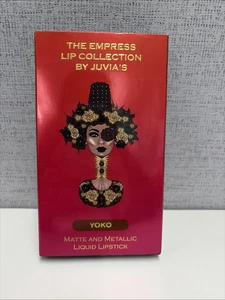 THE EMPRESS
LIP COLLECTION
BY JUVIA'S
YOKO
MATTE AND METALLIC
LIQUID LIPSTICK